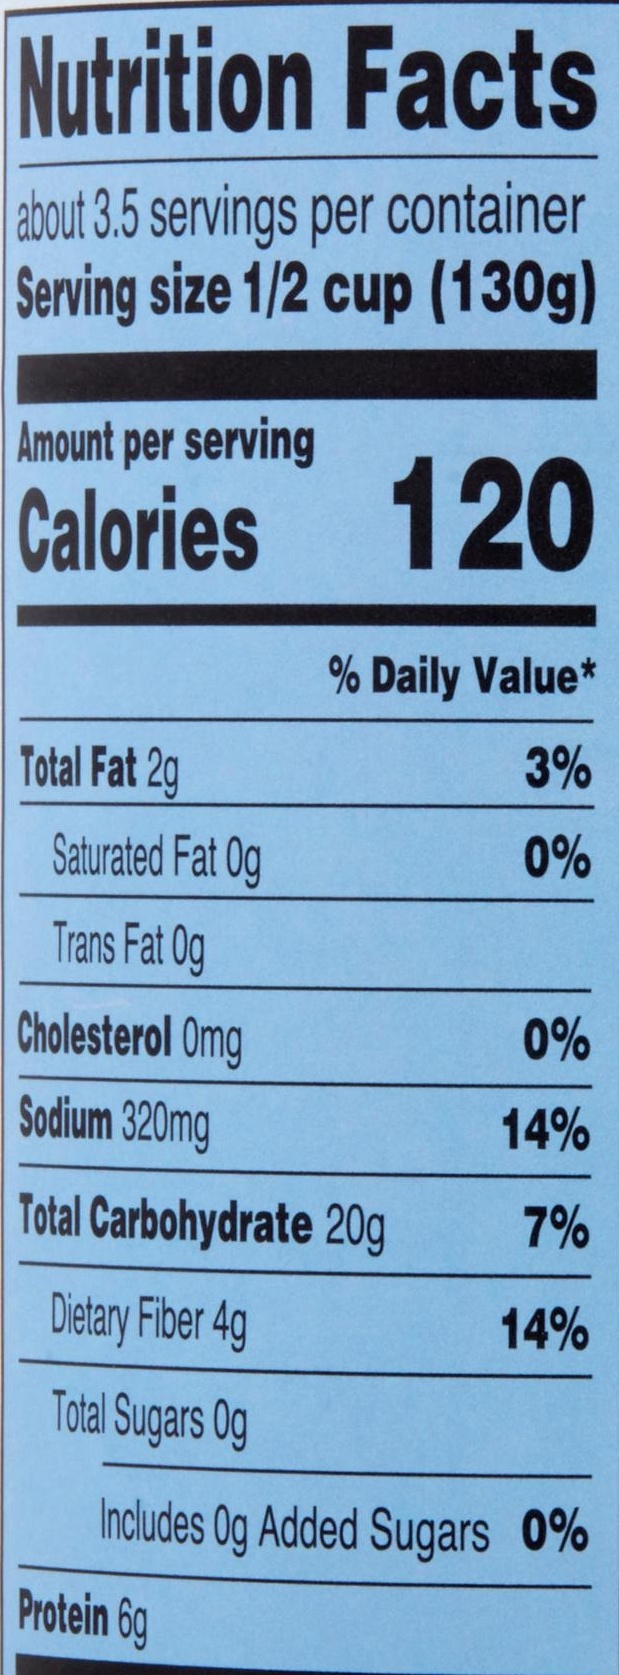 Nutrition Facts
about 3.5 servings per container
Serving size 1/2 cup (130g)
Amount per serving
Calories 120
% Daily Value*
Total Fat 2g 3%
Saturated Fat 0g 0%
Trans Fat 0g
Cholesterol 0mg 0%
Sodium 320mg 14%
Total Carbohydrate 20g 7%
Dietary Fiber 4g 14%
Total Sugars 0g
Includes 0g Added Sugars 0%
Protein 6g